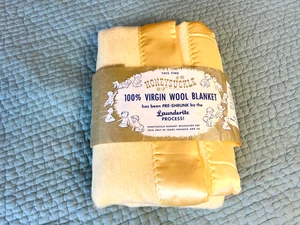 THIS FINE
HONEYSUCKLE
100% VIRGIN WOOL BLANKET
has been PRE-SHRUNK by the
Launderite
PROCESS!